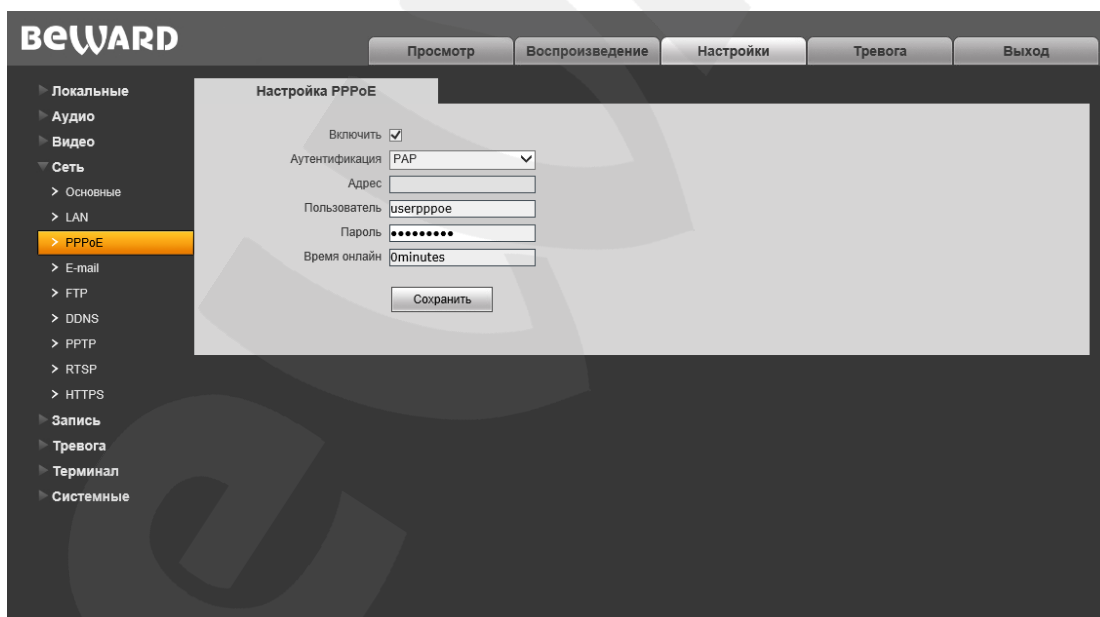 BEWARD
Просмотр Воспроизведение Настройки Тревога Выход
Локальные
Аудио
Видео
Сеть
> Основные
> LAN
> PPPoE
> E-mail
> FTP
> DDNS
> PPTP
> RTSP
> HTTPS
Запись
Тревога
Терминал
Системные
Настройка PPPoE
Включить
Аутентификация PAP
Адрес
Пользователь userpppoe
Пароль •••••••••
Время онлайн 0minutes
Сохранить